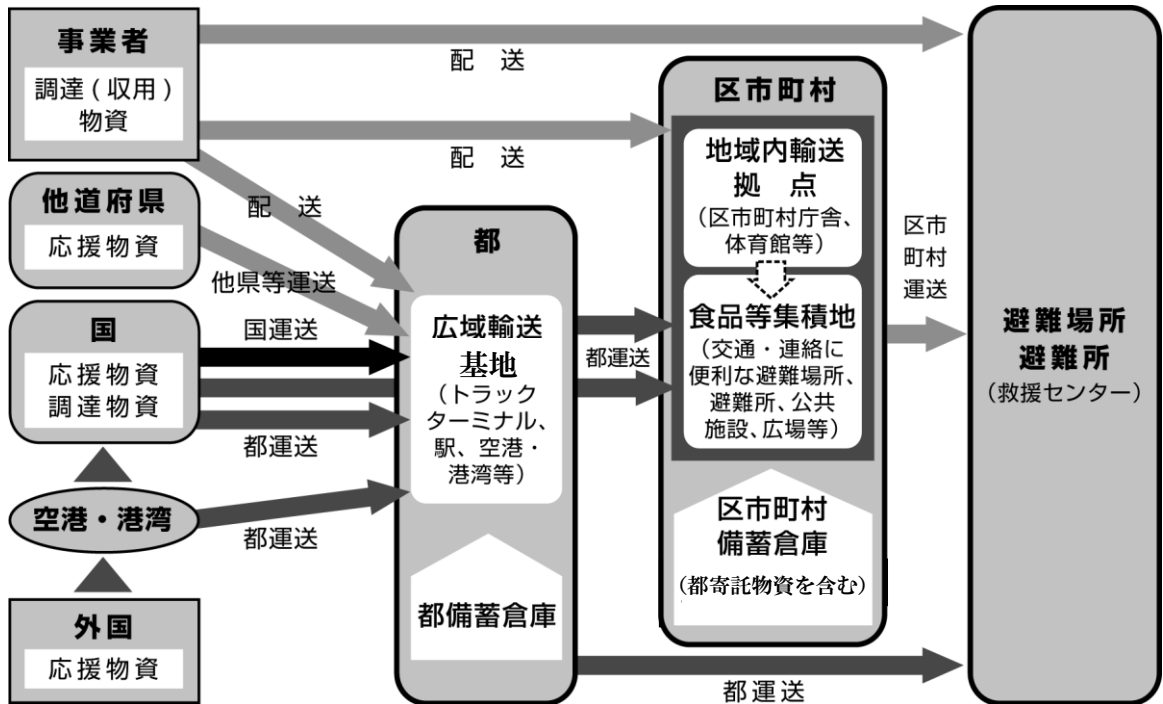 事業者
調達(収用)
物資
他道府県
応援物資
国
応援物資
調達物資
空港・港湾
外国
応援物資
配　送
配　送
配　送
他県等運送
国運送
都運送
都運送
都
広域輸送
基地
（トラック
ターミナル、
駅、空港・
港湾等）
都備蓄倉庫
都運送
区市町村
地域内輸送
拠　点
（区市町村庁舎、
体育館等）
食品等集積地
（交通・連絡に
便利な避難場所、
避難所、公共
施設、広場等）
区市町村
備蓄倉庫
（都寄託物資を含む）
都運送
区市
町村
運送
避難場所
避難所
（救援センター）